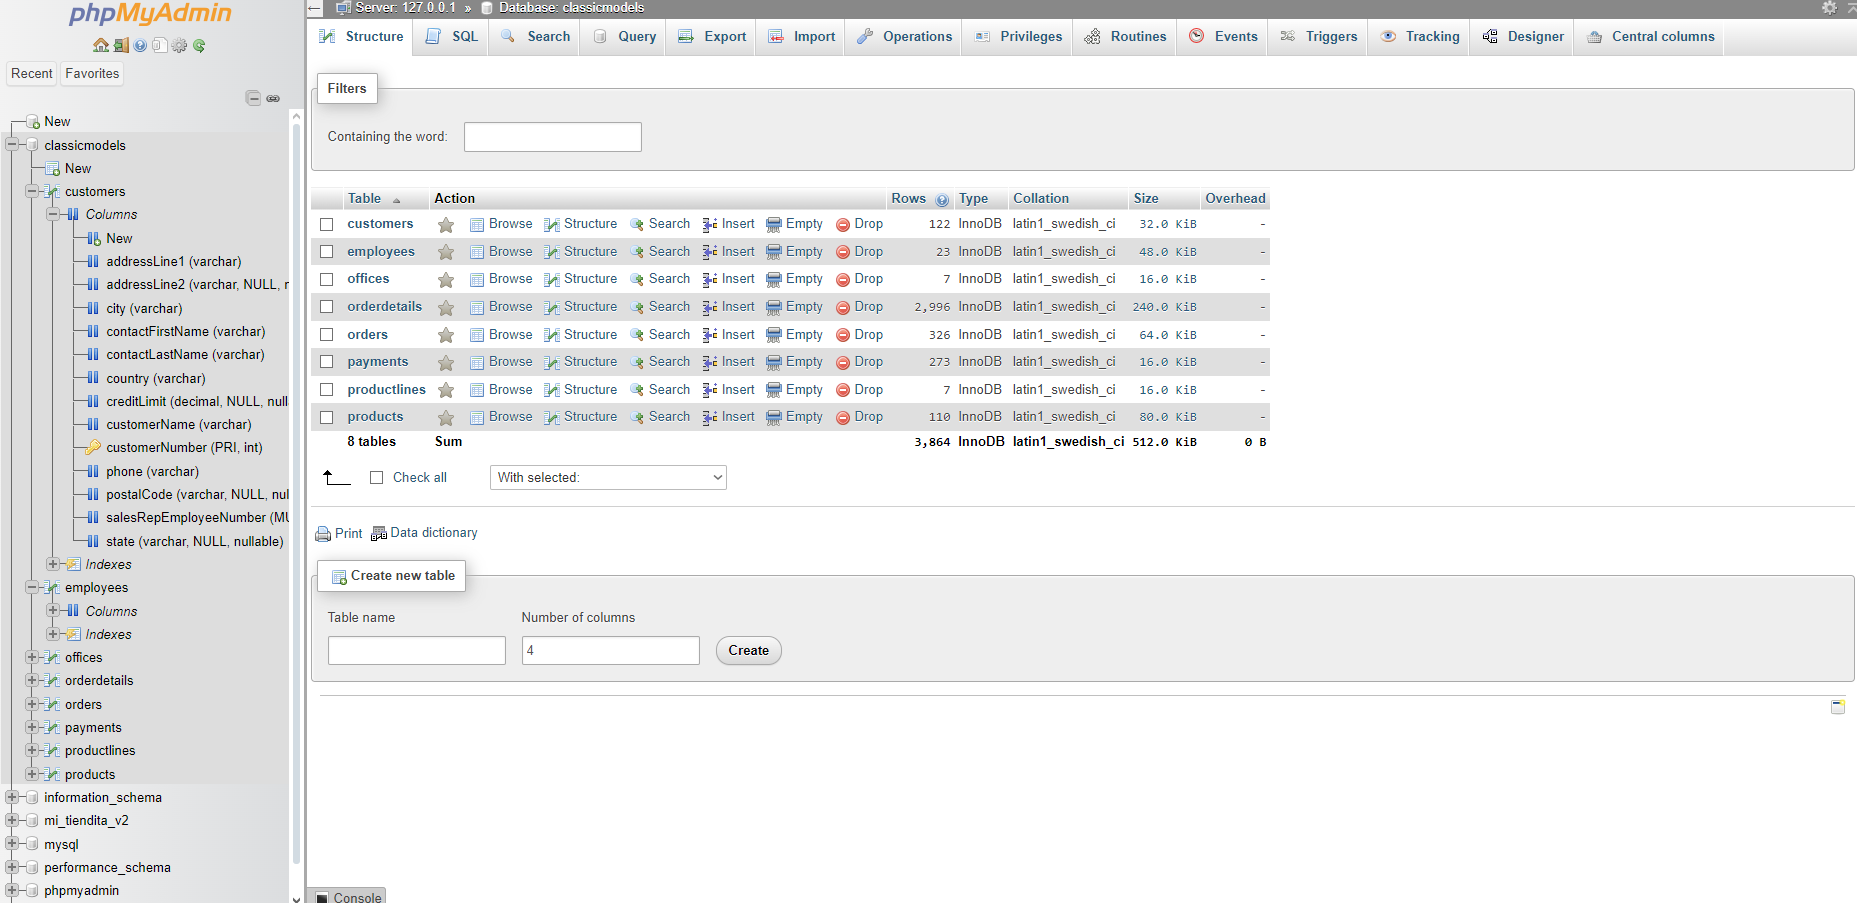 phpMyAdmin
Recent Favorites
New
classicmodels
New
customers
Columns
New
addressLine1 (varchar)
addressLine2 (varchar, NULL, r
city (varchar)
contactFirstName (varchar)
contactLastName (varchar)
country (varchar)
creditLimit (decimal, NULL, null
customerName (varchar)
customerNumber (PRI, int)
phone (varchar)
postalCode (varchar, NULL, nul
salesRepEmployeeNumber (MU
state (varchar, NULL, nullable)
Indexes
employees
Columns
Indexes
offices
orderdetails
orders
payments
productlines
products
information_schema
mi_tiendita_v2
mysql
performance_schema
phpmyadmin
Server: 127.0.0.1 » Database: classicmodels
Structure SQL Search Query Export Import Operations Privileges Routines Events Triggers Tracking Designer Central columns
Filters
Containing the word:
Table Action Rows Type Collation Size Overhead
customers Browse Structure Search Insert Empty Drop 122 InnoDB latin1_swedish_ci 32.0 KiB -
employees Browse Structure Search Insert Empty Drop 23 InnoDB latin1_swedish_ci 48.0 KiB -
offices Browse Structure Search Insert Empty Drop 7 InnoDB latin1_swedish_ci 16.0 KiB -
orderdetails Browse Structure Search Insert Empty Drop 2,996 InnoDB latin1_swedish_ci 240.0 KiB -
orders Browse Structure Search Insert Empty Drop 326 InnoDB latin1_swedish_ci 64.0 KiB -
payments Browse Structure Search Insert Empty Drop 273 InnoDB latin1_swedish_ci 16.0 KiB -
productlines Browse Structure Search Insert Empty Drop 7 InnoDB latin1_swedish_ci 16.0 KiB -
products Browse Structure Search Insert Empty Drop 110 InnoDB latin1_swedish_ci 80.0 KiB -
8 tables Sum 3,864 InnoDB latin1_swedish_ci 512.0 KiB 0 B
Check all With selected:
Print Data dictionary
Create new table
Table name Number of columns
4 Create
Console